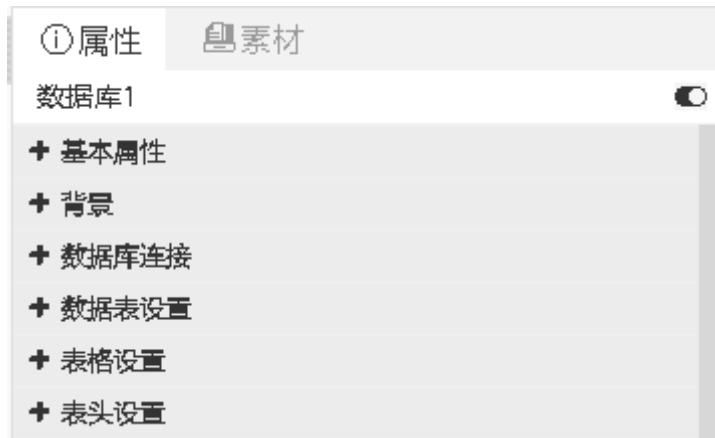 属性 素材
数据库1
基本属性
背景
数据库连接
数据表设置
表格设置
表头设置